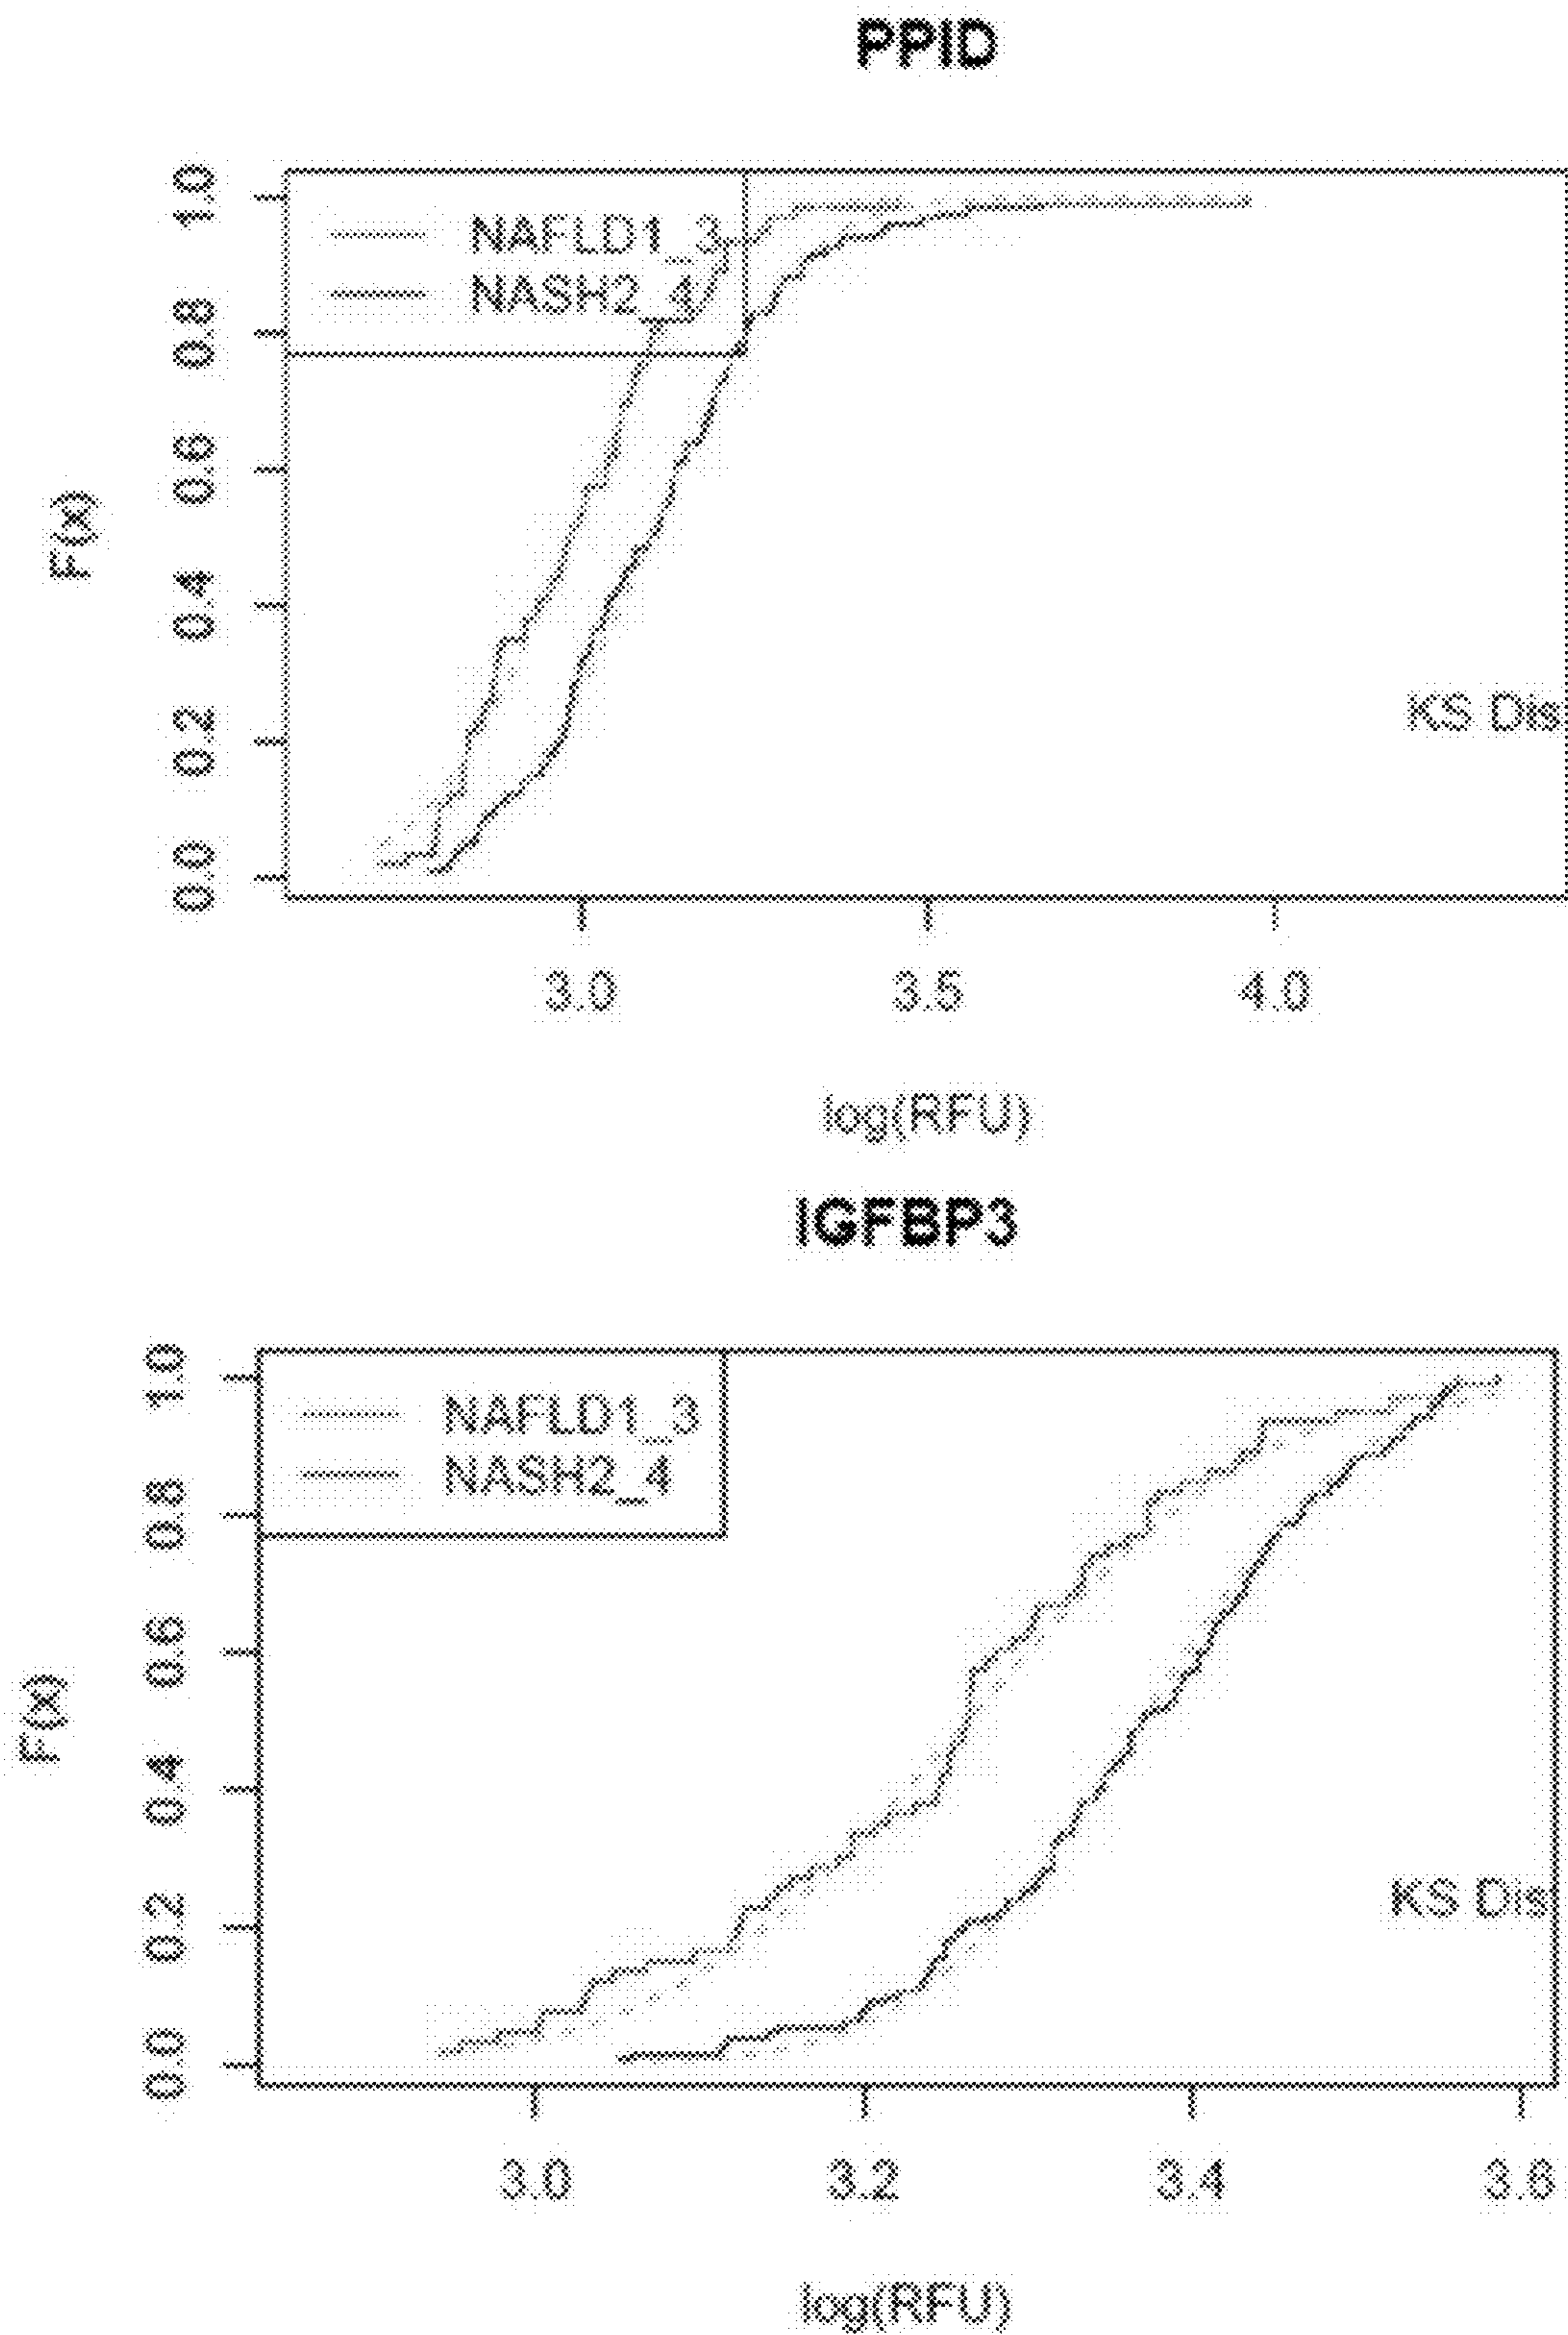 PPID
1.0
NAFLD1_3
NASH2_4
0.8
0.6
F(x)
0.4
0.2
KS Dis
0.0
3.0 3.5 4.0
log(RFU)
IGFBP3
1.0
NAFLD1_3
NASH2_4
0.8
0.6
F(x)
0.4
0.2
KS Dis
0.0
3.0 3.2 3.4 3.6
log(RFU)